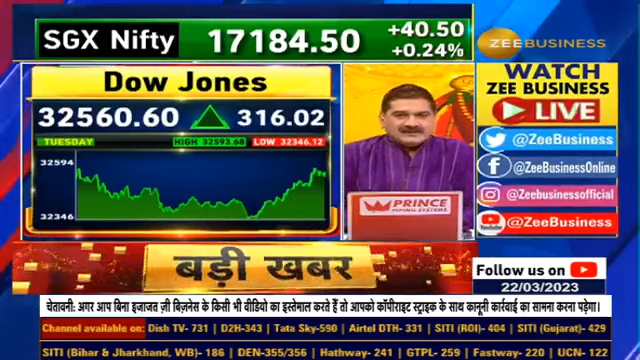 SGX Nifty 17184.50 +40.50 +0.24% ZEE BUSINESS
Dow Jones
32560.60 316.02
TUESDAY HIGH 32593.68 LOW 32346.12
32594
32346
PRINCE
PIPING SYSTEMS
WATCH
ZEE BUSINESS
LIVE
@ZeeBusiness
@ZeeBusinessOnline
@Zeebusinessofficial
YouTube @ZeeBusiness
बड़ी खबर
Follow us on
22/03/2023
चेतावनी: अगर आप बिना इजाजत ज़ी बिज़नेस के किसी भी वीडियो का इस्तेमाल करते हैं तो आपको कॉपीराइट स्ट्राइक के साथ कानूनी कार्रवाई का सामना करना पड़ेगा।
Channel available on: Dish TV- 731 | D2H-343 | Tata Sky-590 | Airtel DTH- 331 | SITI (ROI)- 404 | SITI (Gujarat)- 429
SITI (Bihar & Jharkhand, WB)- 186 | DEN-355/356 | Hathway- 241 | GTPL- 259 | Fastway- 220 | UCN- 122